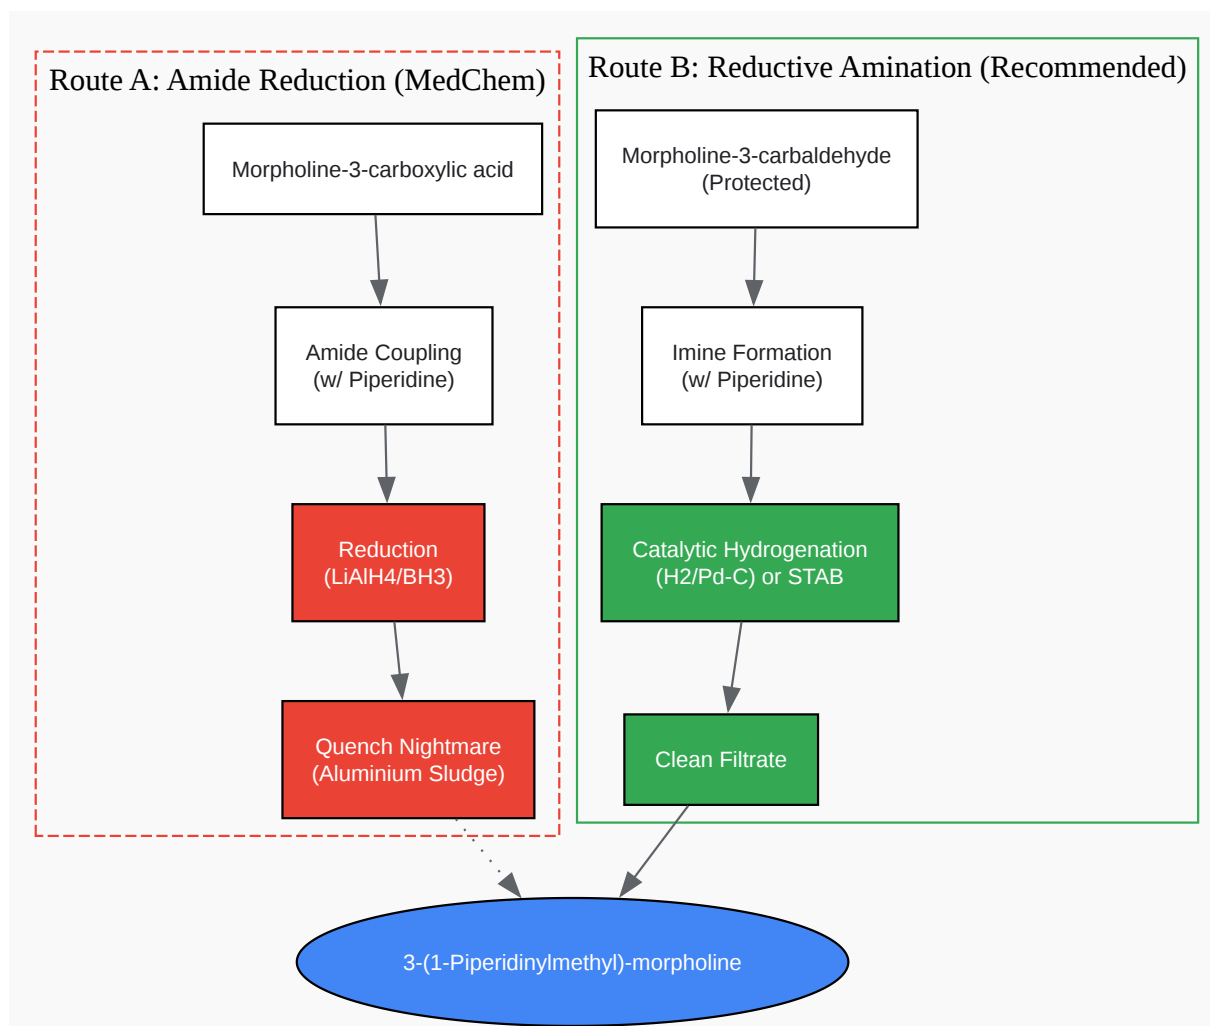 Route A: Amide Reduction (MedChem)
Morpholine-3-carboxylic acid
Amide Coupling
(w/ Piperidine)
Reduction
(LiAlH4/BH3)
Quench Nightmare
(Aluminium Sludge)
Route B: Reductive Amination (Recommended)
Morpholine-3-carbaldehyde
(Protected)
Imine Formation
(w/ Piperidine)
Catalytic Hydrogenation
(H2/Pd-C) or STAB
Clean Filtrate
3-(1-Piperidinylmethyl)-morpholine